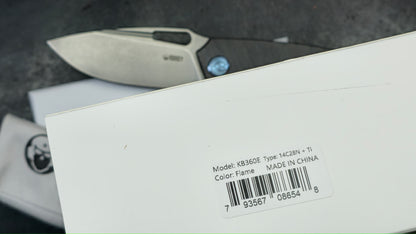 Model: KB360E Type: 14C28N + Ti
Color: Flame MADE IN CHINA
7 93567 08654 8